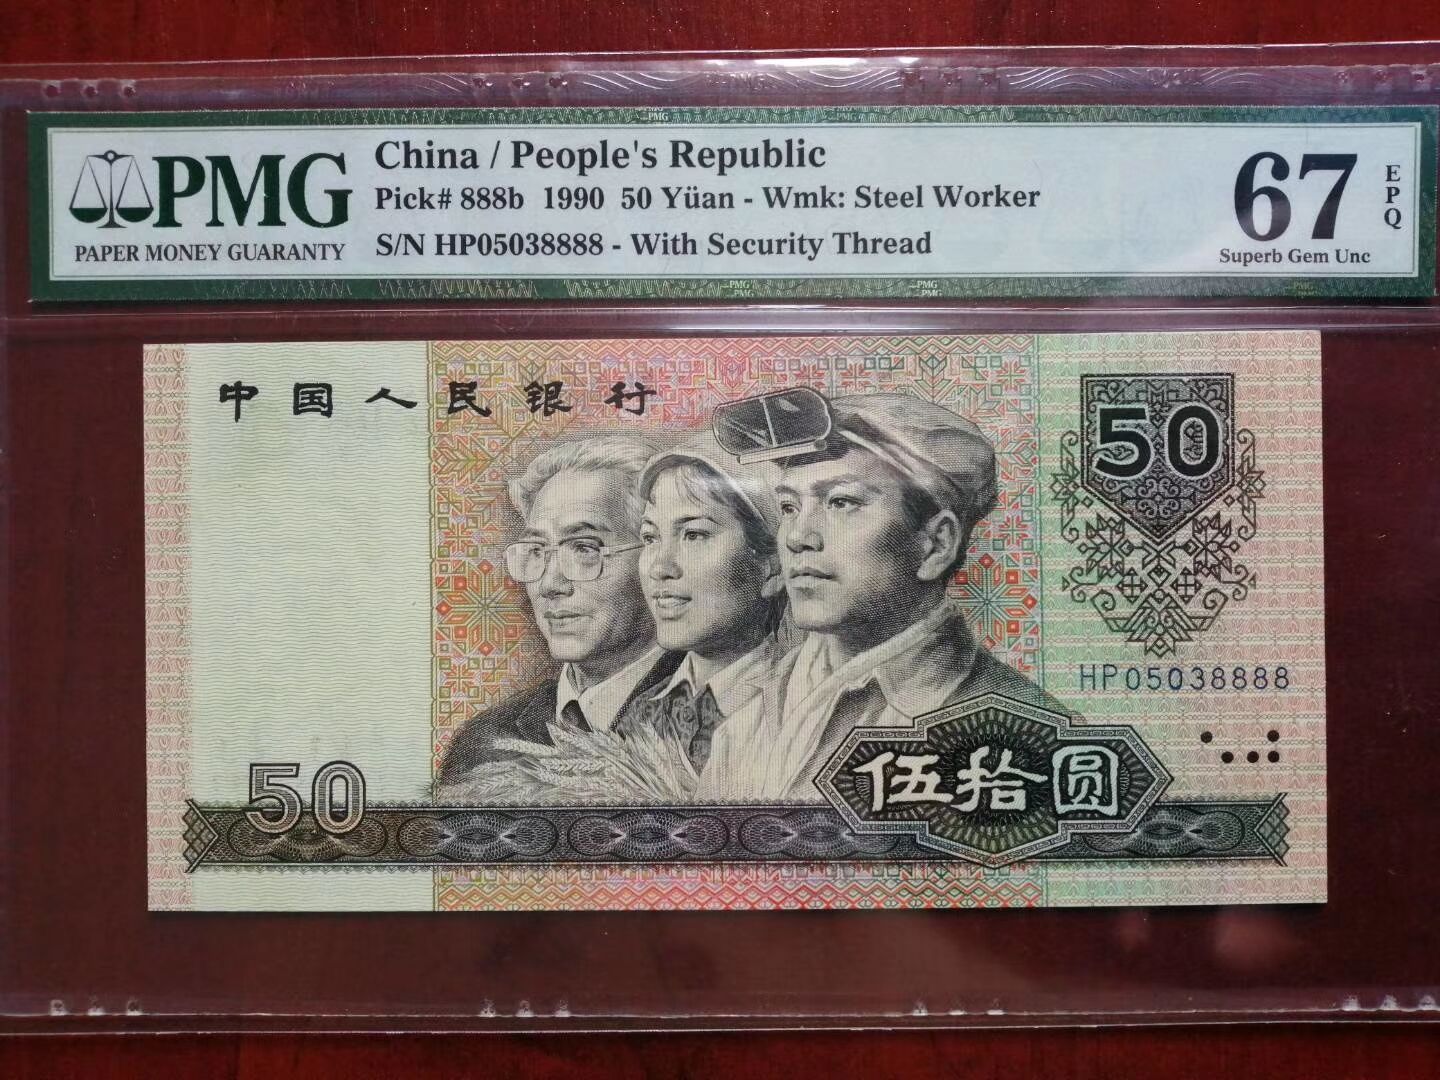 PMG
PAPER MONEY GUARANTY
China / People's Republic
Pick# 888b 1990 50 Yüan - Wmk: Steel Worker
S/N HP05038888 - With Security Thread
67
EPQ
Superb Gem Unc
中国人民银行
50
HP05038888
50
伍拾圆